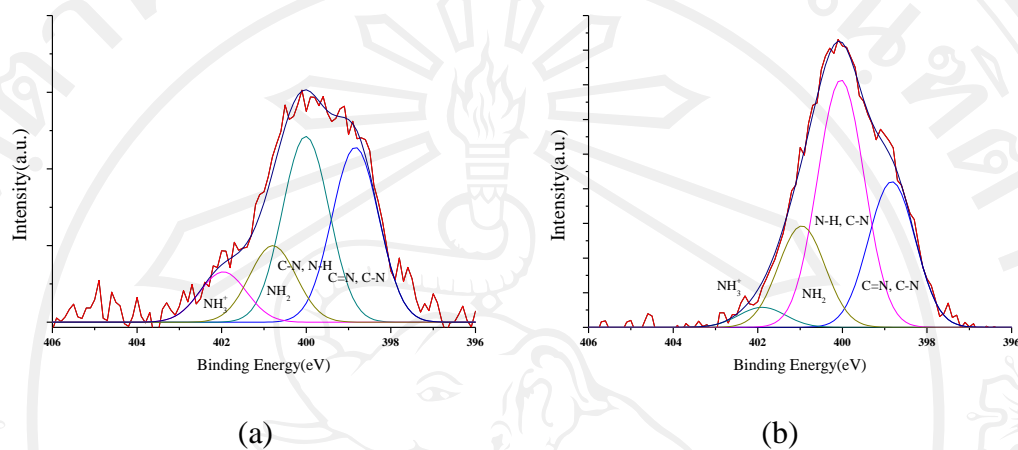 Intensity(a.u.)
NH₃⁺
NH₂
C-N, N-H
C=N, C-N
406 404 402 400 398 396
Binding Energy(eV)
(a)
Intensity(a.u.)
NH₃⁺
NH₂
N-H, C-N
C=N, C-N
406 404 402 400 398 396
Binding Energy(eV)
(b)